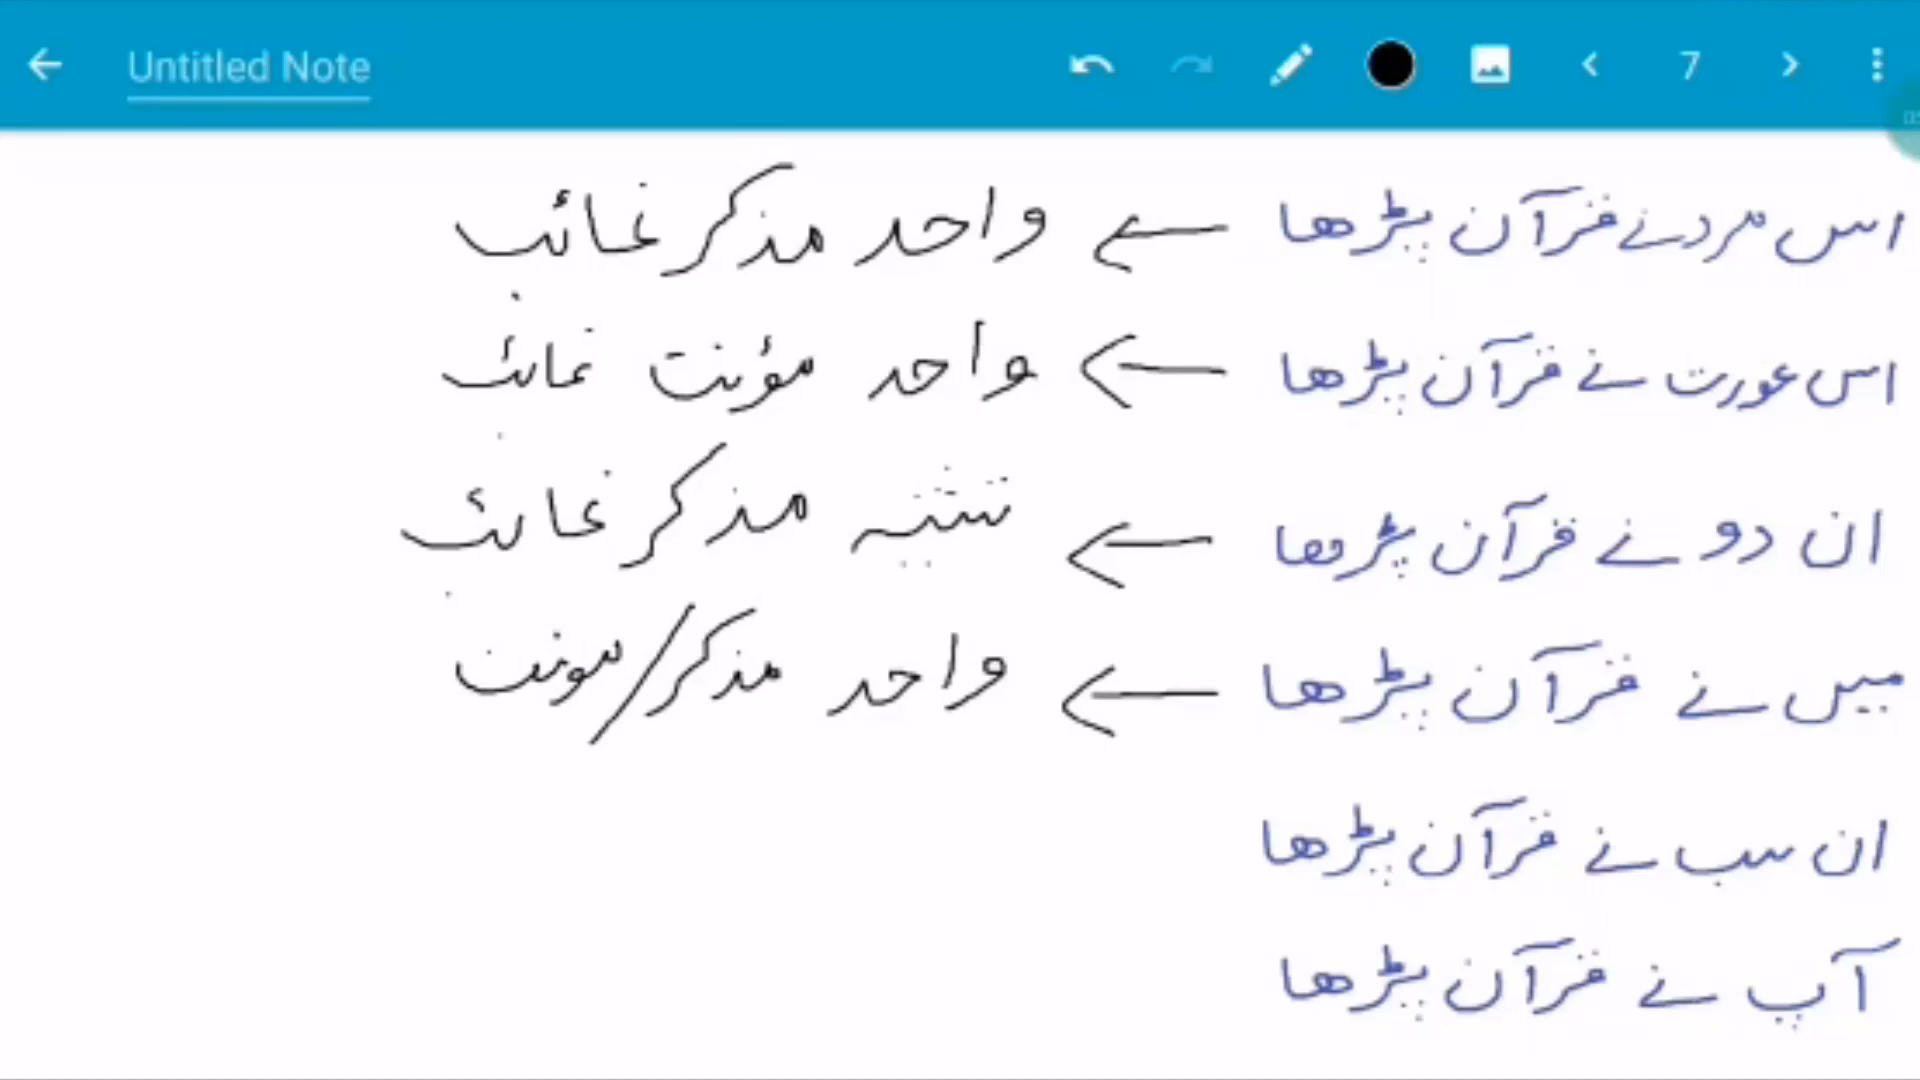 Untitled Note
7
اس مرد نے قرآن پڑھا ← واحد مذکر غائب
اس عورت نے قرآن پڑھا ← واحد مؤنث غائب
ان دو نے قرآن پڑھا ← تثنیہ مذکر غائب
میں نے قرآن پڑھا ← واحد مذکر/مونث
ان سب نے قرآن پڑھا
آپ نے قرآن پڑھا